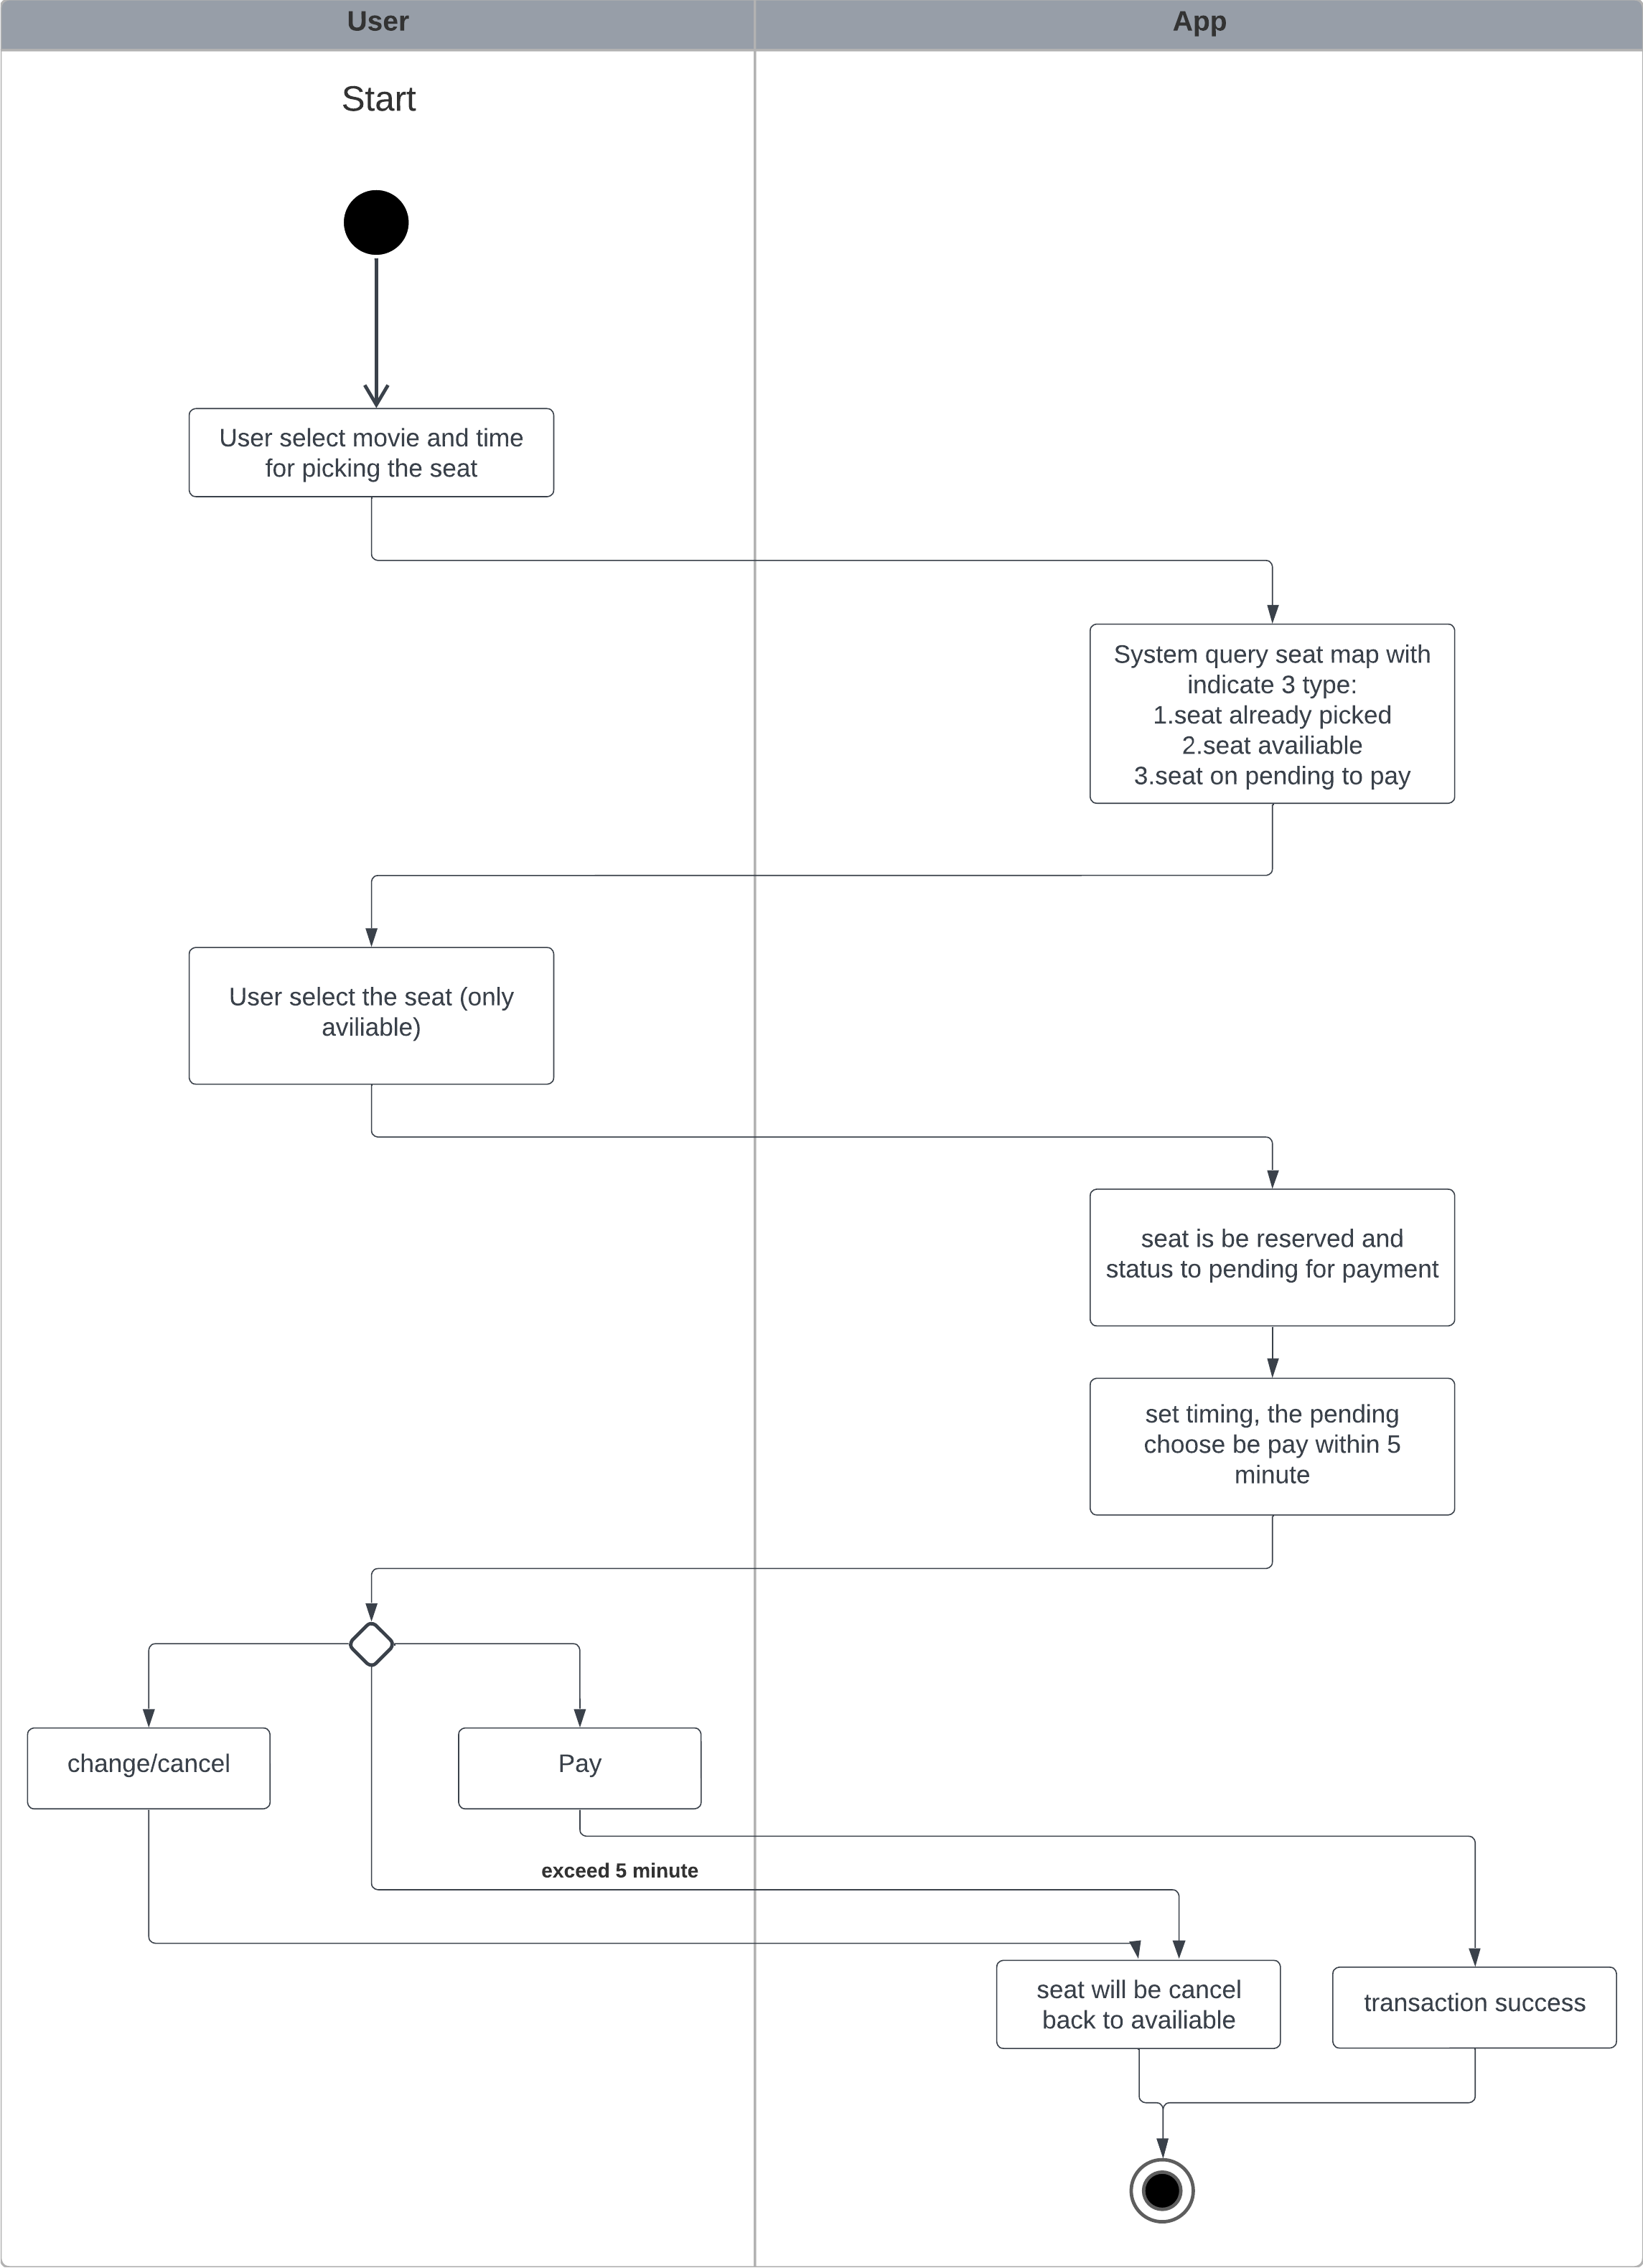 User
App
Start
User select movie and time
for picking the seat
System query seat map with
indicate 3 type:
1.seat already picked
2.seat availiable
3.seat on pending to pay
User select the seat (only
aviliable)
seat is be reserved and
status to pending for payment
set timing, the pending
choose be pay within 5
minute
change/cancel
Pay
exceed 5 minute
seat will be cancel
back to availiable
transaction success